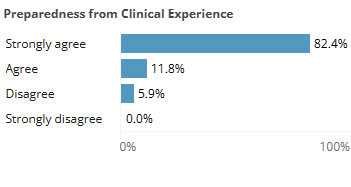 Preparedness from Clinical Experience
Strongly agree 82.4%
Agree 11.8%
Disagree 5.9%
Strongly disagree 0.0%
0% 100%